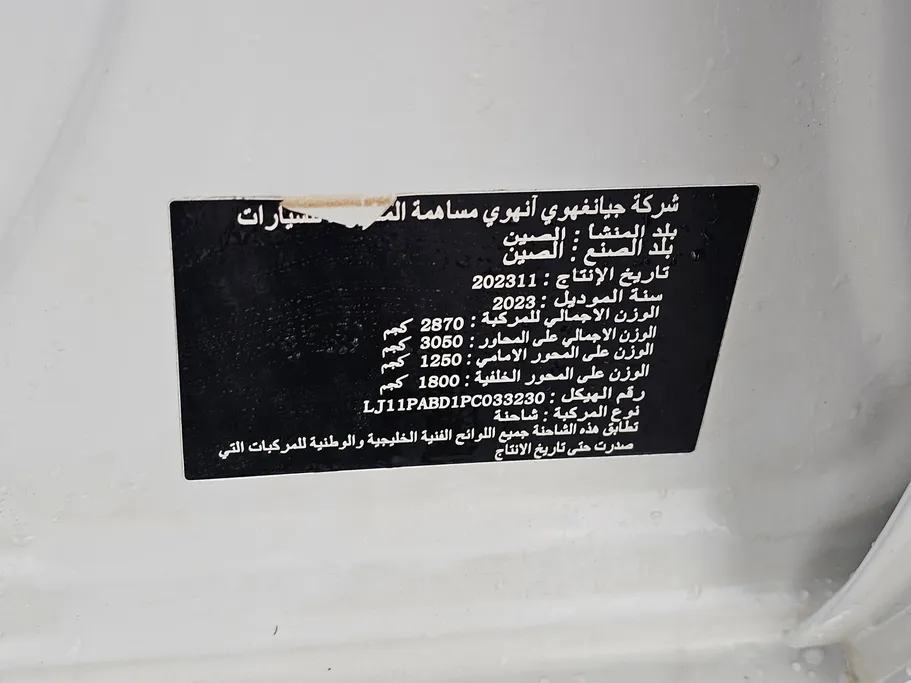 شركة جيانغهوي آنهوي مساهمة للسيارات
بلد المنشا : الصين
بلد الصنع : الصين
تاريخ الإنتاج : 202311
سنة الموديل : 2023
الوزن الاجمالي للمركبة : 2870 كجم
الوزن الاجمالي على المحاور : 3050 كجم
الوزن على المحور الامامي : 1250 كجم
الوزن على المحور الخلفية : 1800 كجم
رقم الهيكل : LJ11PABD1PC033230
نوع المركبة : شاحنة
تطابق هذه الشاحنة جميع اللوائح الفنية الخليجية والوطنية للمركبات التي
صدرت حتى تاريخ الانتاج